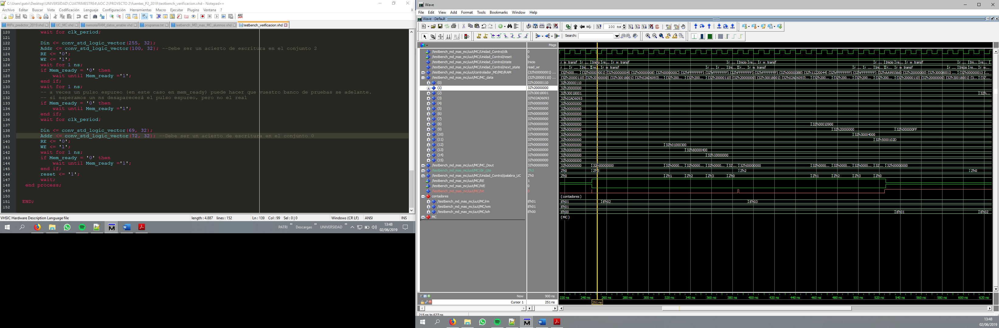 C:\Users\patri\Desktop\UNIVERSIDAD\CUATRIMESTRE4\AOC 2\PROYECTO 2\fuentes_P2_2019\testbench_verificacion.vhd - Notepad++
Archivo Editar Buscar Vista Codificación Lenguaje Configuración Herramientas Macro Ejecutar Plugins Ventana ? X
MIPs_predictor_2019.vhd UC_MC.vhd memoriaRAM_datos_enable.vhd programas.txt testbench_MD_mas_MC_alumnos.vhd testbench_verificacion.vhd
120 wait for clk_period;
121
122 Din <= conv_std_logic_vector(255, 32);
123 Addr <= conv_std_logic_vector(100, 32); --Debe ser un acierto de escritura en el conjunto 2
124 RE <= '0';
125 WE <= '1';
126 wait for 1 ns;
127 if Mem_ready = '0' then
128 wait until Mem_ready ='1';
129 end if;
130 wait for 1 ns;
131 -- a veces un pulso espureo (en este caso en mem_ready) puede hacer que vuestro banco de pruebas se adelante.
132 -- si esperamos un ns desaparecerá el pulso espureo, pero no el real
133 if Mem_ready = '0' then
134 wait until Mem_ready ='1';
135 end if;
136 wait for clk_period;
137
138 Din <= conv_std_logic_vector(69, 32);
139 Addr <= conv_std_logic_vector(72, 32); --Debe ser un acierto de escritura en el conjunto 0
140 RE <= '0';
141 WE <= '1';
142 wait for 1 ns;
143 if Mem_ready = '0' then
144 wait until Mem_ready ='1';
145 end if;
146 reset <= '1';
147 wait;
148 end process;
149
150
151 END;
152
VHSIC Hardware Description Language file length : 4.887 lines : 152 Ln : 139 Col : 99 Sel : 0 | 0 Windows (CR LF) ANSI INS
PATRI » Descargas » UNIVERSIDAD » 13:48
02/06/2019
Wave
File Edit View Add Format Tools Bookmarks Window Help
Wave - Default
100 ns
Search:
Msgs
/testbench_md_mas_mc/uut/MC/Unidad_Control/clk 0
/testbench_md_mas_mc/uut/MC/Unidad_Control/reset 0
/testbench_md_mas_mc/uut/MC/Unidad_Control/state Inicio r_w_transf r ... Inicio re... r_w_transf r ... Inicio re... r_w_transf r ... Inicio re... r_w_transf r ... Ini... re...
/testbench_md_mas_mc/uut/MC/Unidad_Control/next_state read_wr
/testbench_md_mas_mc/uut/controlador_MD/MD/RAM {32'h00000001} ... {32'h000... {32'h00000001} {32'h00000004} {32'h00000008} {32'h0000000C} {32'hFFFFFFFF} {32'hFFFFFFFF} {32'hFFFFFFFF} {32'hFFFFFFFF} {32'h000000BB} {32'h11220044} {32'hFFFFFFFF} {32'hFFFFFFFF} {32'hAA995566} {32'h20000000} {32'h30008001} ... {32'h00000001} {...
/testbench_md_mas_mc/uut/MC/MC_data {32'h20000110} ... {32'h20000110} {32'h20000000} {32'h30018001} {32'h02AD6093}... {32'h200... {32'h200... {32'h20000110} {32'h20000000} {32'h30018001} {32'h02AD6093}... {32'h200... {32'h200... {32'h20000110} {32'h20000000} {32'h30018001} {3... {32'...
(0) 32'h20000110 32'h20000110
(1) 32'h20000000 32'h20000000
(2) 32'h30018001 32'h30018001 32'h...
(3) 32'h02AD6093 32'h02AD6093
(4) 32'h00000000 32'h00000000
(5) 32'h00000000 32'h00000000
(6) 32'h00000000 32'h00000000
(7) 32'h00000000 32'h00000000
(8) 32'h00000000 32'h00000000 32'h00010900
(9) 32'h00000000 32'h00000000 32'h20000000 32'h000000FF
(10) 32'h00000000 32'h00000000 32'h30004000
(11) 32'h00000000 32'h00000000 32'h5000102D
(12) 32'h00000000 32'h00000000 32'h01000300
(13) 32'h00000000 32'h00000000 32'h80000400
(14) 32'h00000000 32'h00000000 32'h10000000
(15) 32'h00000000 32'h00000000
/testbench_md_mas_mc/uut/MC/MC_Dout 32'h00000000 32'h00000000 32'h00000000 32'h0000... 32'h0000... 32'h0000... 32'... 32'h00000000 32'h0000... 32'h0000... 32'h0000... 32'... 32'h00000000
/testbench_md_mas_mc/uut/MC/dir_cjto 2'h3 2'h0 2'h3 2'h2 2'h0
/testbench_md_mas_mc/uut/MC/Unidad_Control/palabra_UC 2'h0 2'h0 2'h1 2'h2 2'h3 2'h0 2'h1 2'h2 2'h3 2'h0
/testbench_md_mas_mc/uut/MC/RE 1
/testbench_md_mas_mc/uut/MC/WE 0
/testbench_md_mas_mc/uut/MC/hit 0
contadores ( contadores )
/testbench_md_mas_mc/uut/MC/rm 8'h01 8'h01 8'h02 8'h03
/testbench_md_mas_mc/uut/MC/wm 8'h01 8'h01
/testbench_md_mas_mc/uut/MC/wh 8'h00 8'h00 8'h01 8'h02
MC ( MC )
Now 900 ns 220 ns 240 ns 260 ns 280 ns 300 ns 320 ns 340 ns 360 ns 380 ns 400 ns 420 ns 440 ns 460 ns 480 ns 500 ns 520 ns 540 ns 560 ns 580 ns 600 ns 620 ns
Cursor 1 251 ns 251 ns
215 ns to 627 ns
13:48
02/06/2019